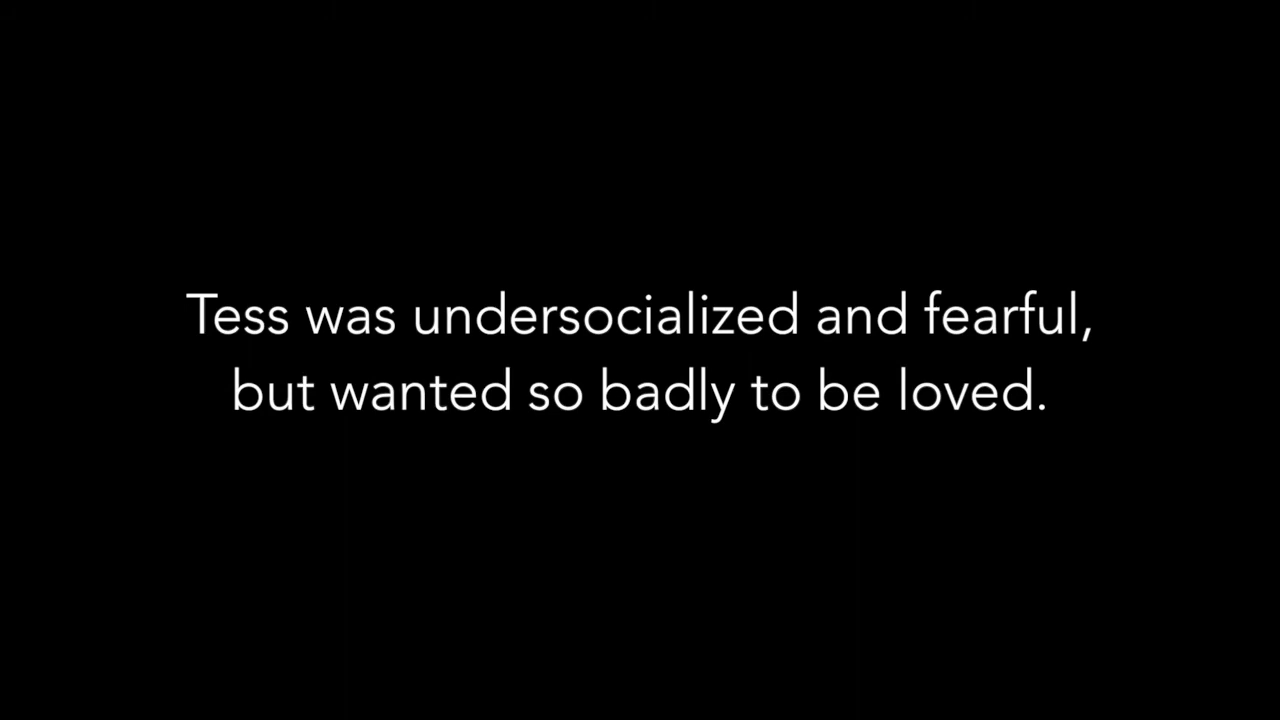 Tess was undersocialized and fearful,
but wanted so badly to be loved.